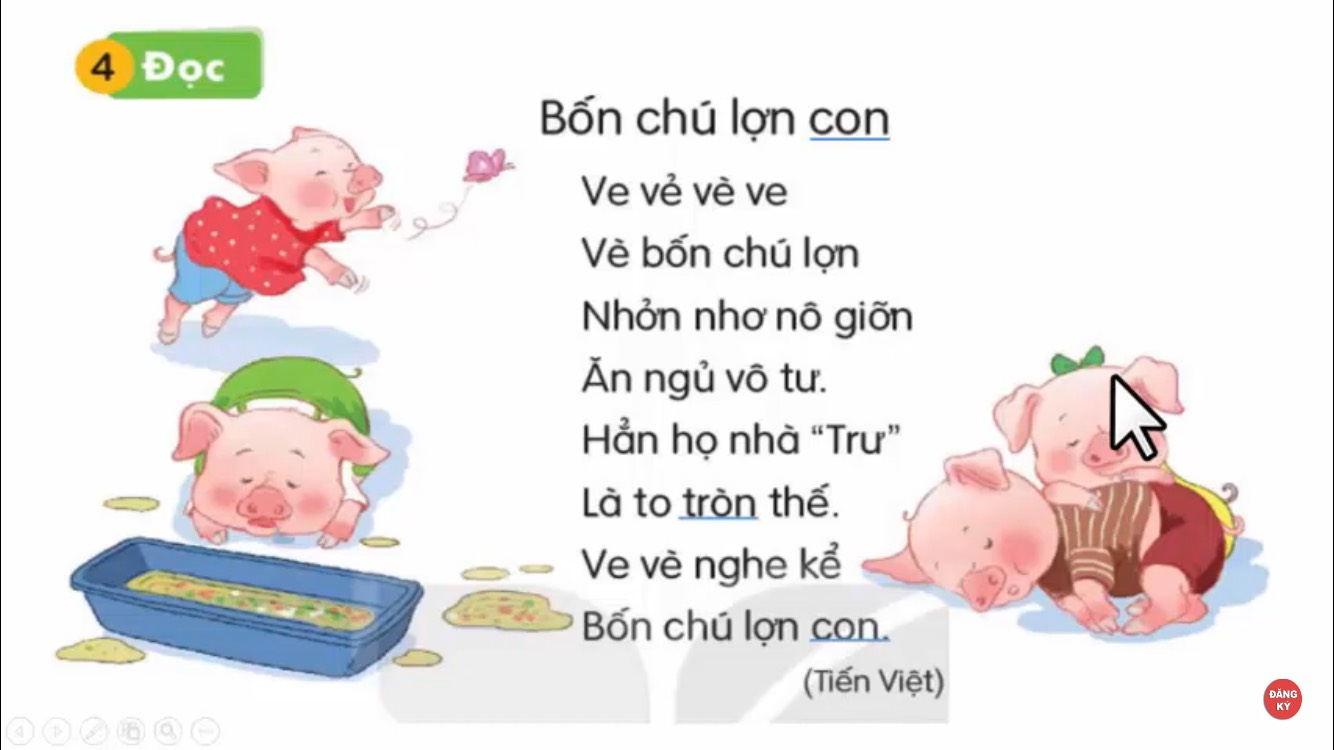 4 Đọc
Bốn chú lợn con
Ve vẻ vè ve
Vè bốn chú lợn
Nhởn nhơ nô giỡn
Ăn ngủ vô tư.
Hẳn họ nhà “Trư”
Là to tròn thế.
Ve vè nghe kể
Bốn chú lợn con.
(Tiến Việt)
ĐĂNG
KÝ